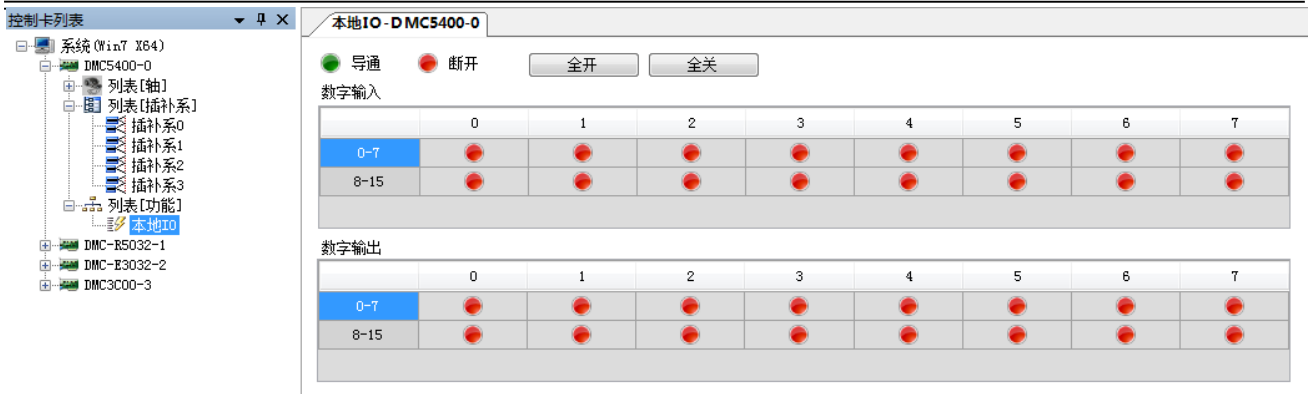 控制卡列表
系统(Win7 X64)
DMC5400-0
列表[轴]
列表[插补系]
插补系0
插补系1
插补系2
插补系3
列表[功能]
本地IO
DMC-R5032-1
DMC-E3032-2
DMC3C00-3
本地IO-DMC5400-0
导通 断开 全开 全关
数字输入
0 1 2 3 4 5 6 7
0-7
8-15
数字输出
0 1 2 3 4 5 6 7
0-7
8-15